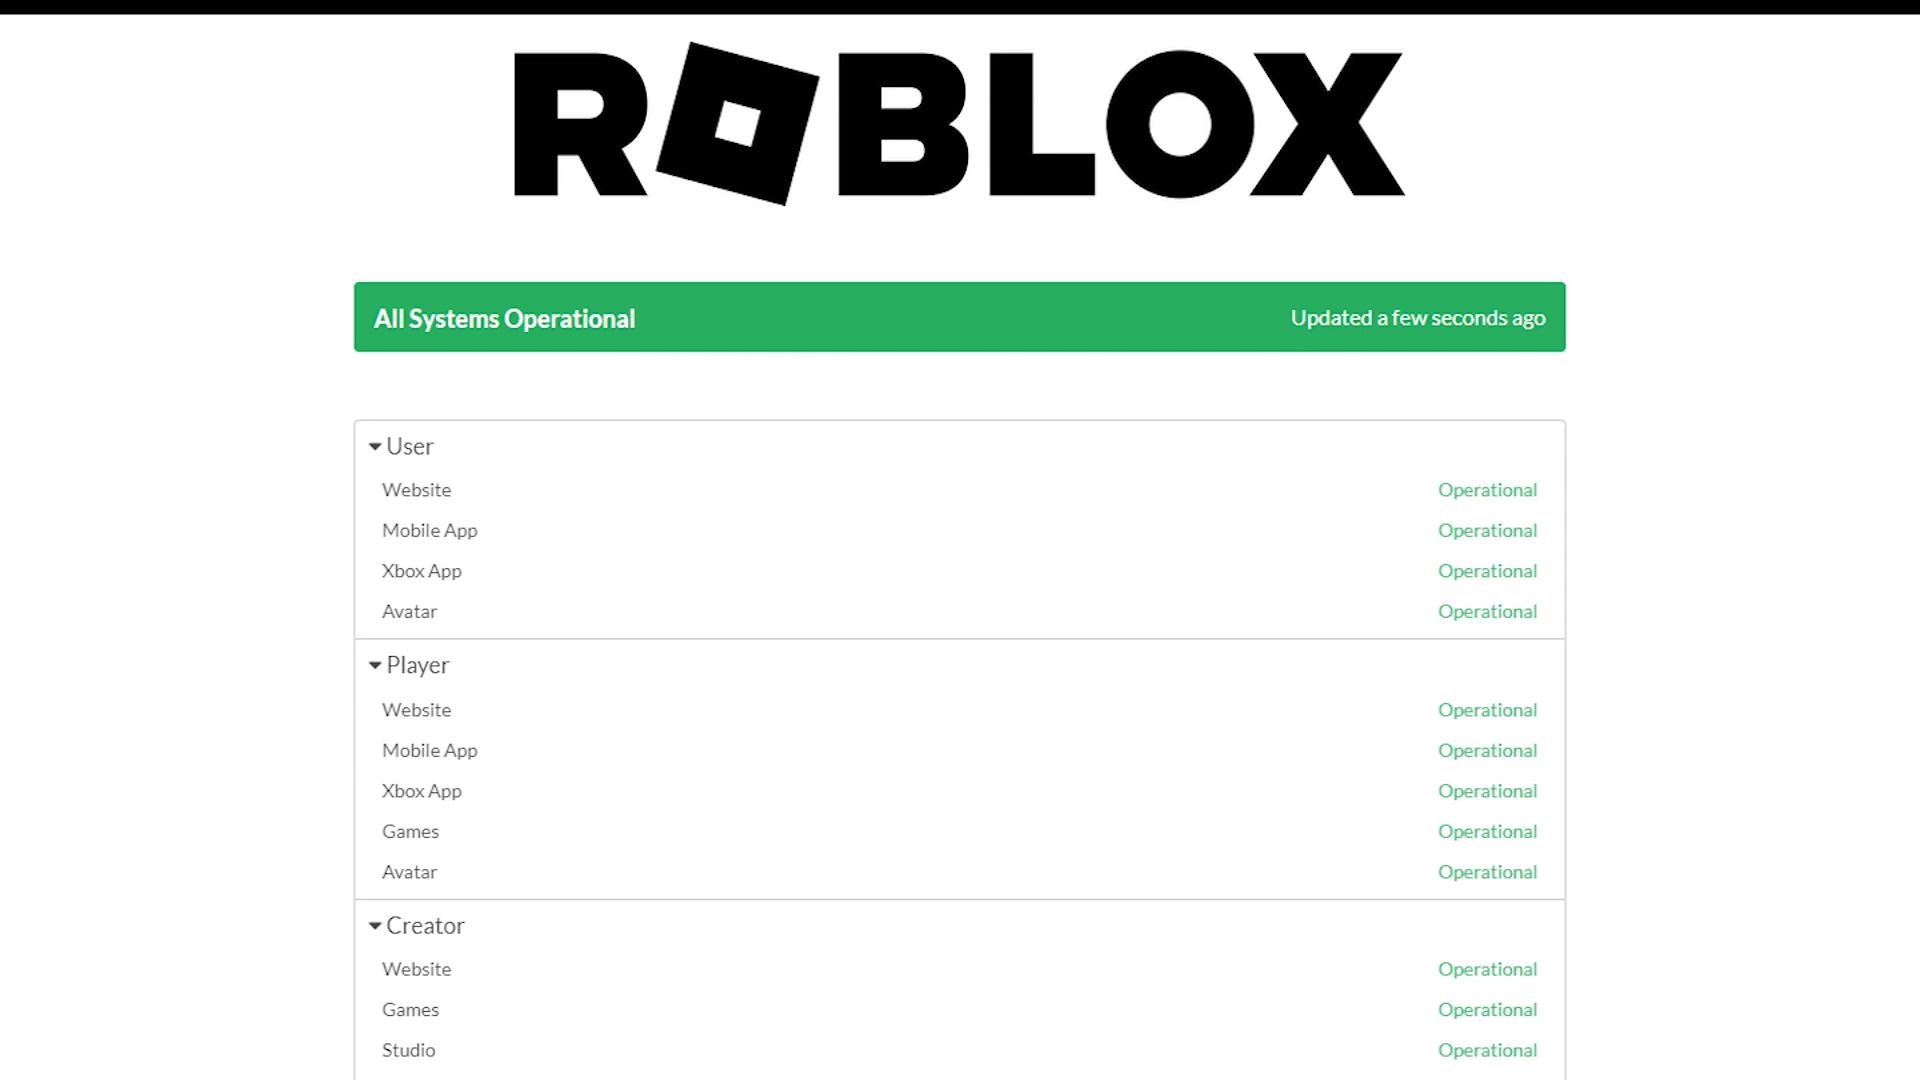 ROBLOX
All Systems Operational Updated a few seconds ago
User
Website Operational
Mobile App Operational
Xbox App Operational
Avatar Operational
Player
Website Operational
Mobile App Operational
Xbox App Operational
Games Operational
Avatar Operational
Creator
Website Operational
Games Operational
Studio Operational